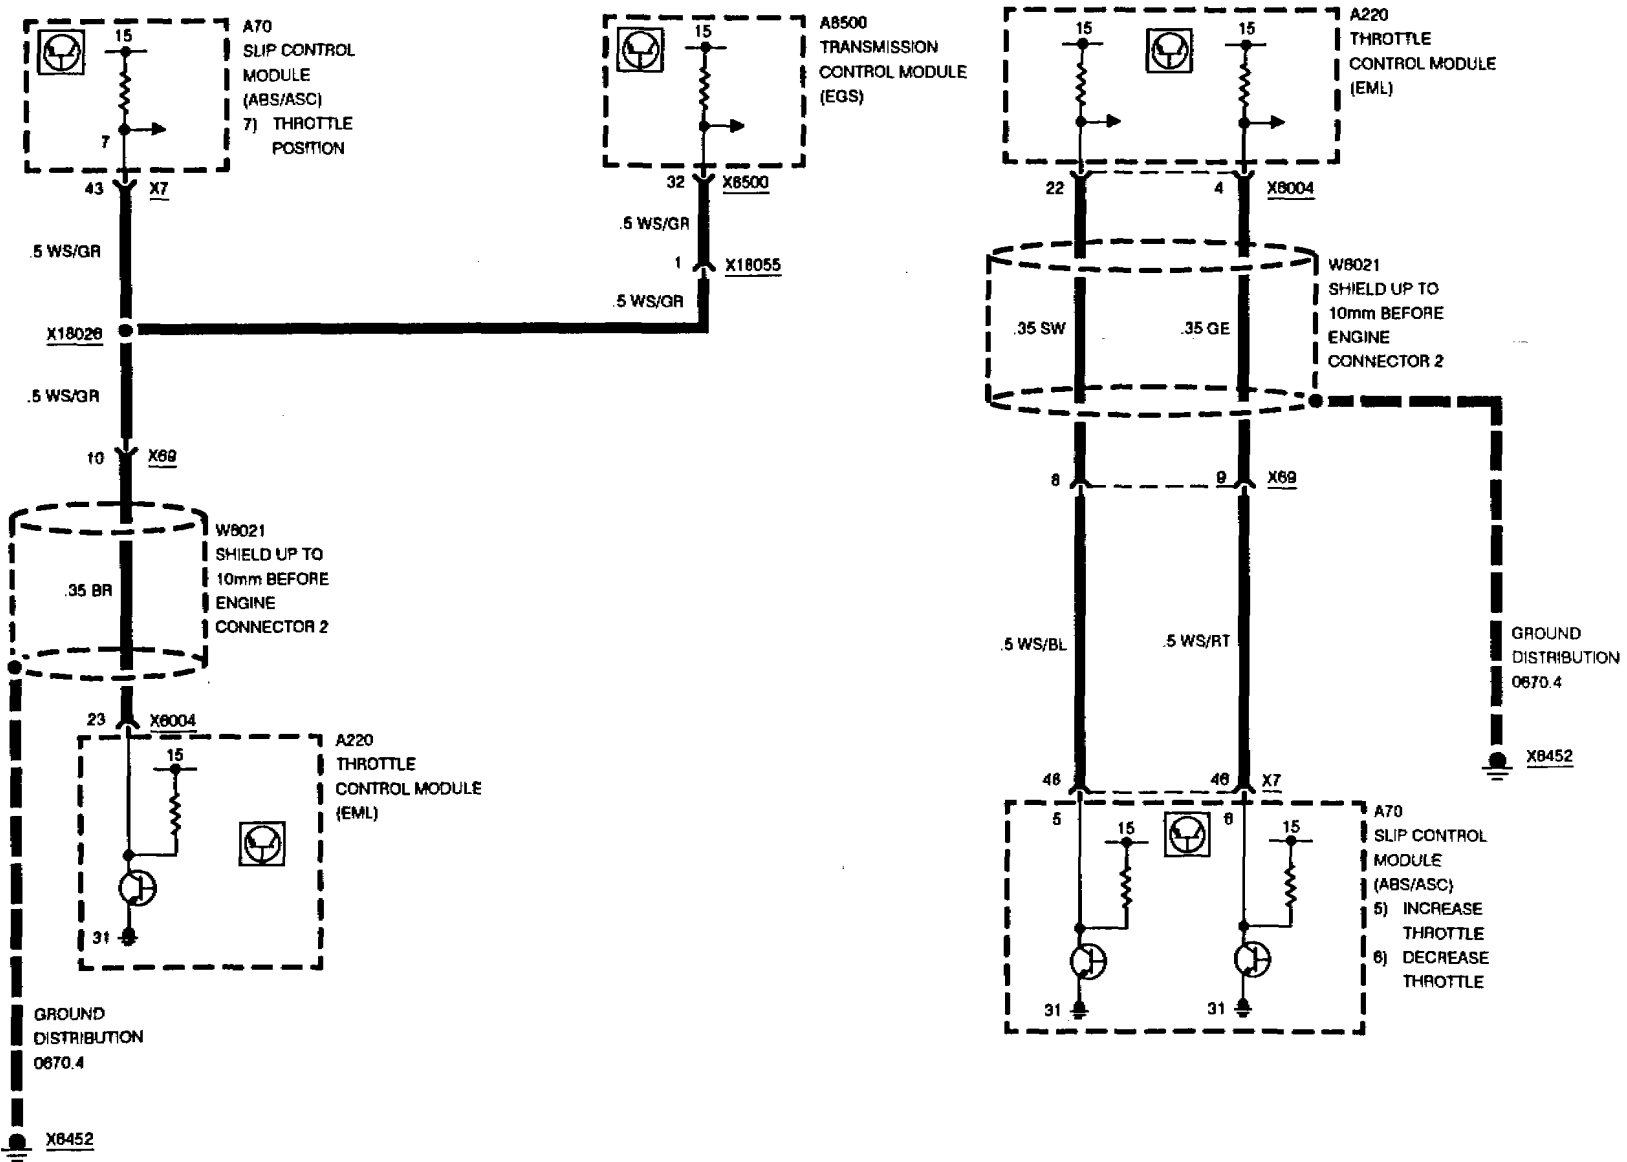 15
A70
SLIP CONTROL
MODULE
(ABS/ASC)
7) THROTTLE
POSITION
7
43
X7
.5 WS/GR
X18026
.5 WS/GR
10
X69
W8021
SHIELD UP TO
10mm BEFORE
ENGINE
CONNECTOR 2
.35 BR
23
X6004
15
A220
THROTTLE
CONTROL MODULE
(EML)
31
GROUND
DISTRIBUTION
0670.4
X6452
15
A8500
TRANSMISSION
CONTROL MODULE
(EGS)
32
X8500
.5 WS/GR
1
X18055
.5 WS/GR
15
15
A220
THROTTLE
CONTROL MODULE
(EML)
22
4
X6004
W8021
SHIELD UP TO
10mm BEFORE
ENGINE
CONNECTOR 2
.35 SW
.35 GE
8
9
X69
.5 WS/BL
.5 WS/RT
GROUND
DISTRIBUTION
0670.4
X6452
46
X7
5
6
15
15
A70
SLIP CONTROL
MODULE
(ABS/ASC)
5) INCREASE
THROTTLE
6) DECREASE
THROTTLE
31
31